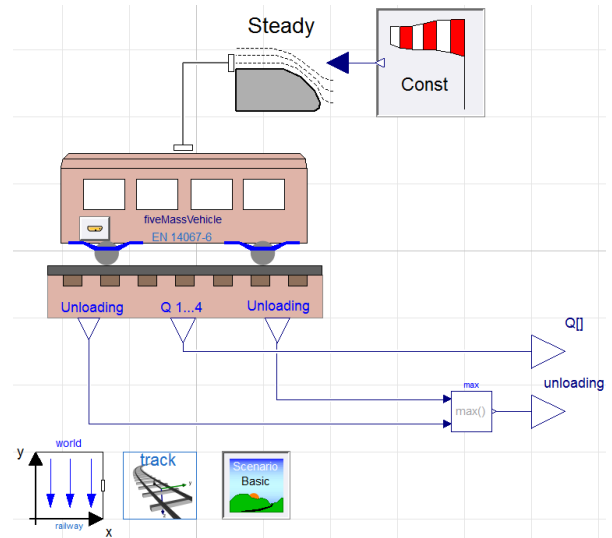 Steady
Const
fiveMassVehicle
EN 14067-6
Unloading
Q 1...4
Unloading
Q[]
unloading
max
max()
world
y
railway
x
track
Scenario
Basic